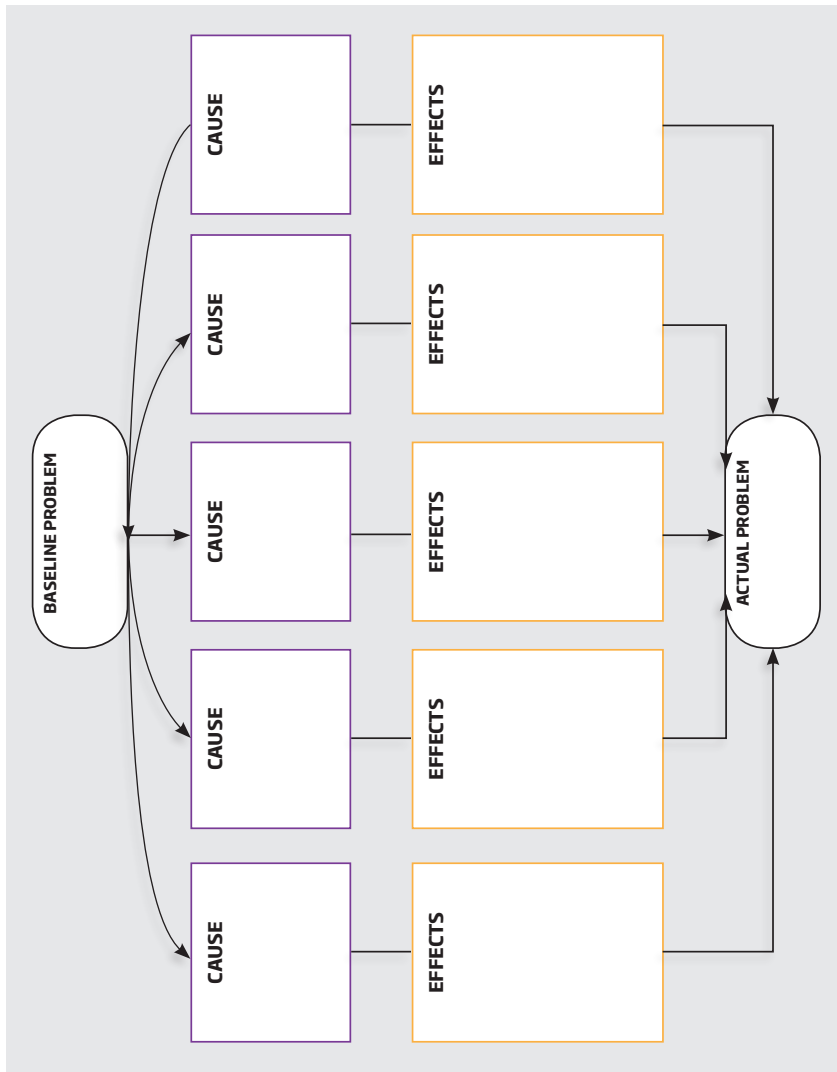 BASELINE PROBLEM
CAUSE
CAUSE
CAUSE
CAUSE
CAUSE
EFFECTS
EFFECTS
EFFECTS
EFFECTS
EFFECTS
ACTUAL PROBLEM